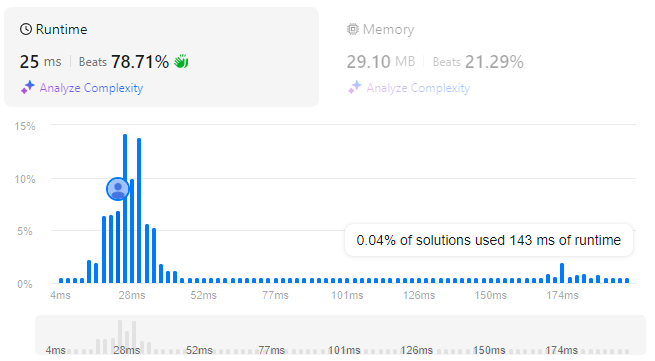 Runtime
25 ms | Beats 78.71%
Analyze Complexity
Memory
29.10 MB | Beats 21.29%
Analyze Complexity
15%
10%
5%
0%
0.04% of solutions used 143 ms of runtime
4ms 28ms 52ms 77ms 101ms 126ms 150ms 174ms
4ms 28ms 52ms 77ms 101ms 126ms 150ms 174ms